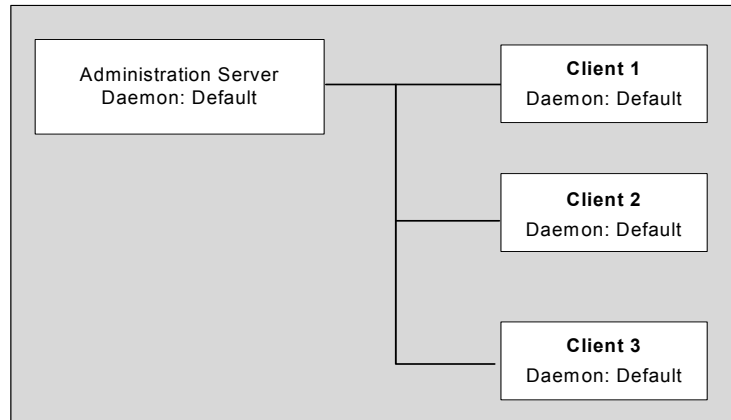 Administration Server
Daemon: Default
Client 1
Daemon: Default
Client 2
Daemon: Default
Client 3
Daemon: Default